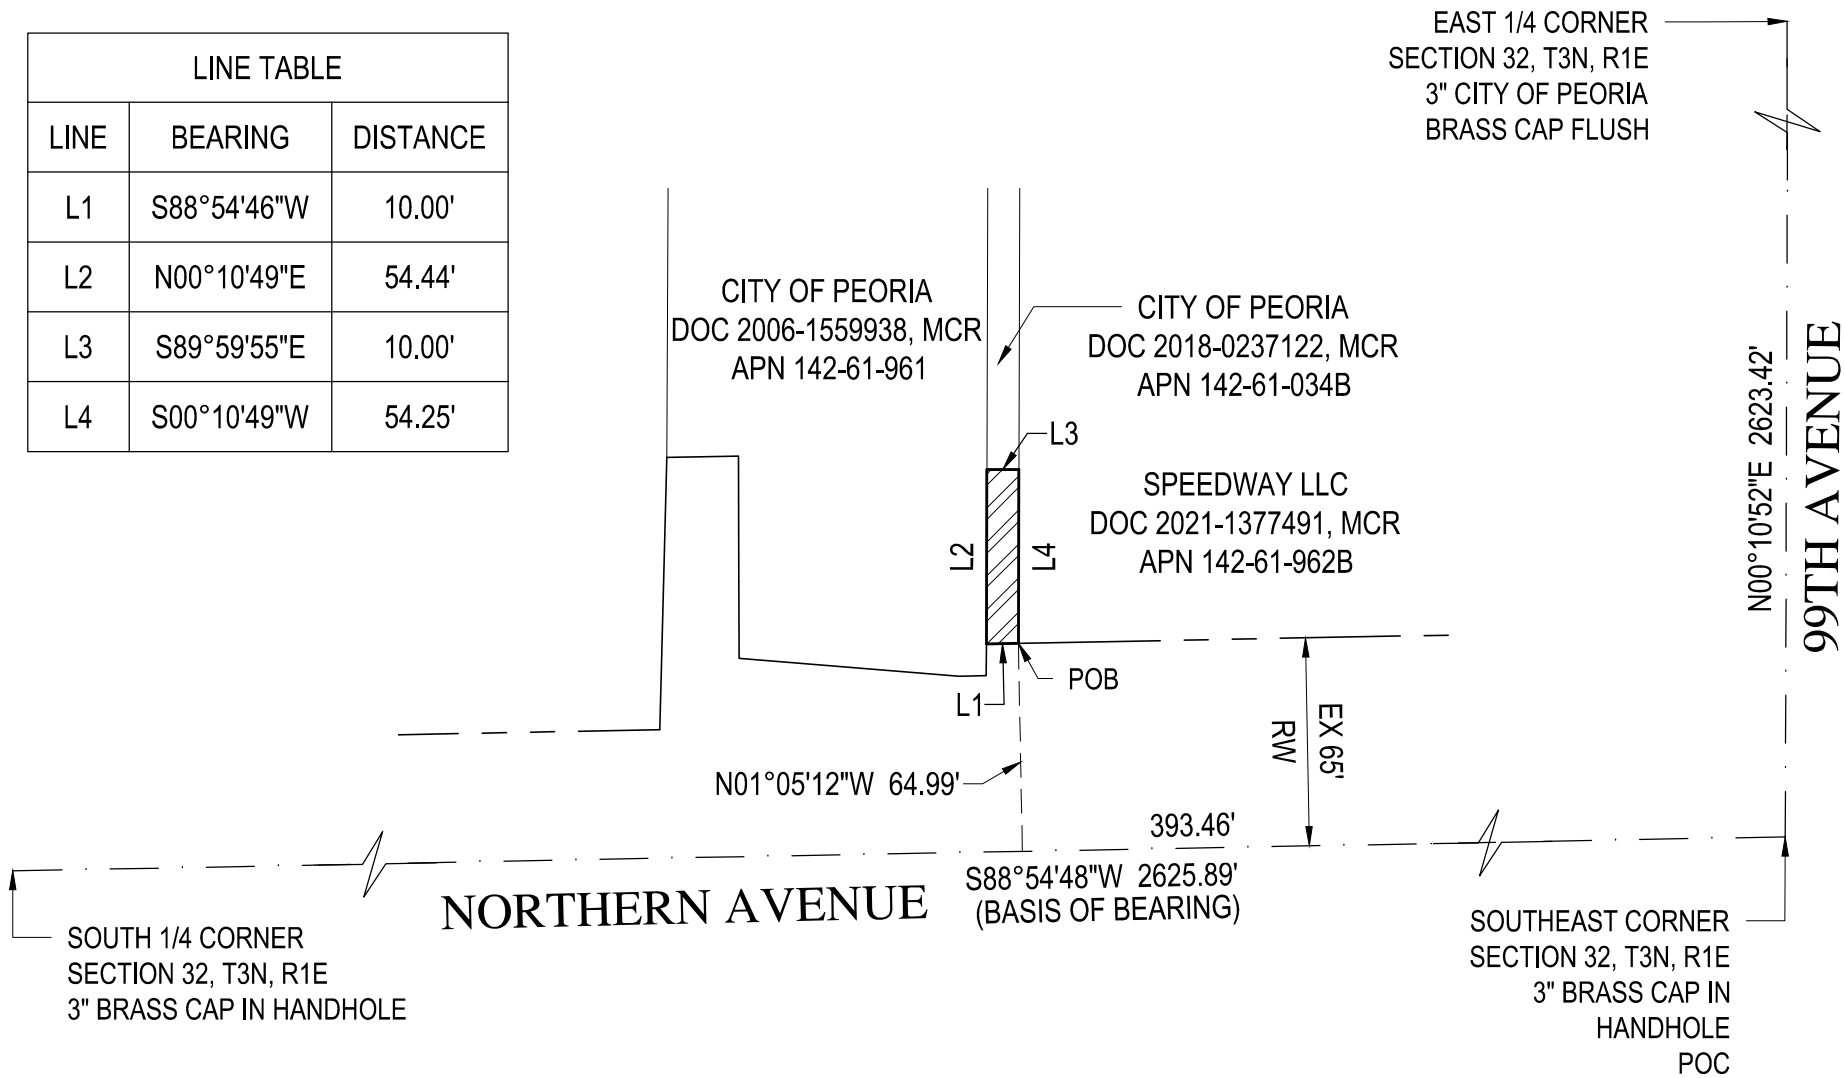 LINE TABLE
LINE BEARING DISTANCE
L1 S88°54'46"W 10.00'
L2 N00°10'49"E 54.44'
L3 S89°59'55"E 10.00'
L4 S00°10'49"W 54.25'
EAST 1/4 CORNER
SECTION 32, T3N, R1E
3" CITY OF PEORIA
BRASS CAP FLUSH
CITY OF PEORIA
DOC 2006-1559938, MCR
APN 142-61-961
CITY OF PEORIA
DOC 2018-0237122, MCR
APN 142-61-034B
L3
SPEEDWAY LLC
DOC 2021-1377491, MCR
APN 142-61-962B
L2
L4
N00°10'52"E 2623.42'
99TH AVENUE
POB
L1
EX 65'
RW
N01°05'12"W 64.99'
393.46'
S88°54'48"W 2625.89'
(BASIS OF BEARING)
NORTHERN AVENUE
SOUTH 1/4 CORNER
SECTION 32, T3N, R1E
3" BRASS CAP IN HANDHOLE
SOUTHEAST CORNER
SECTION 32, T3N, R1E
3" BRASS CAP IN
HANDHOLE
POC